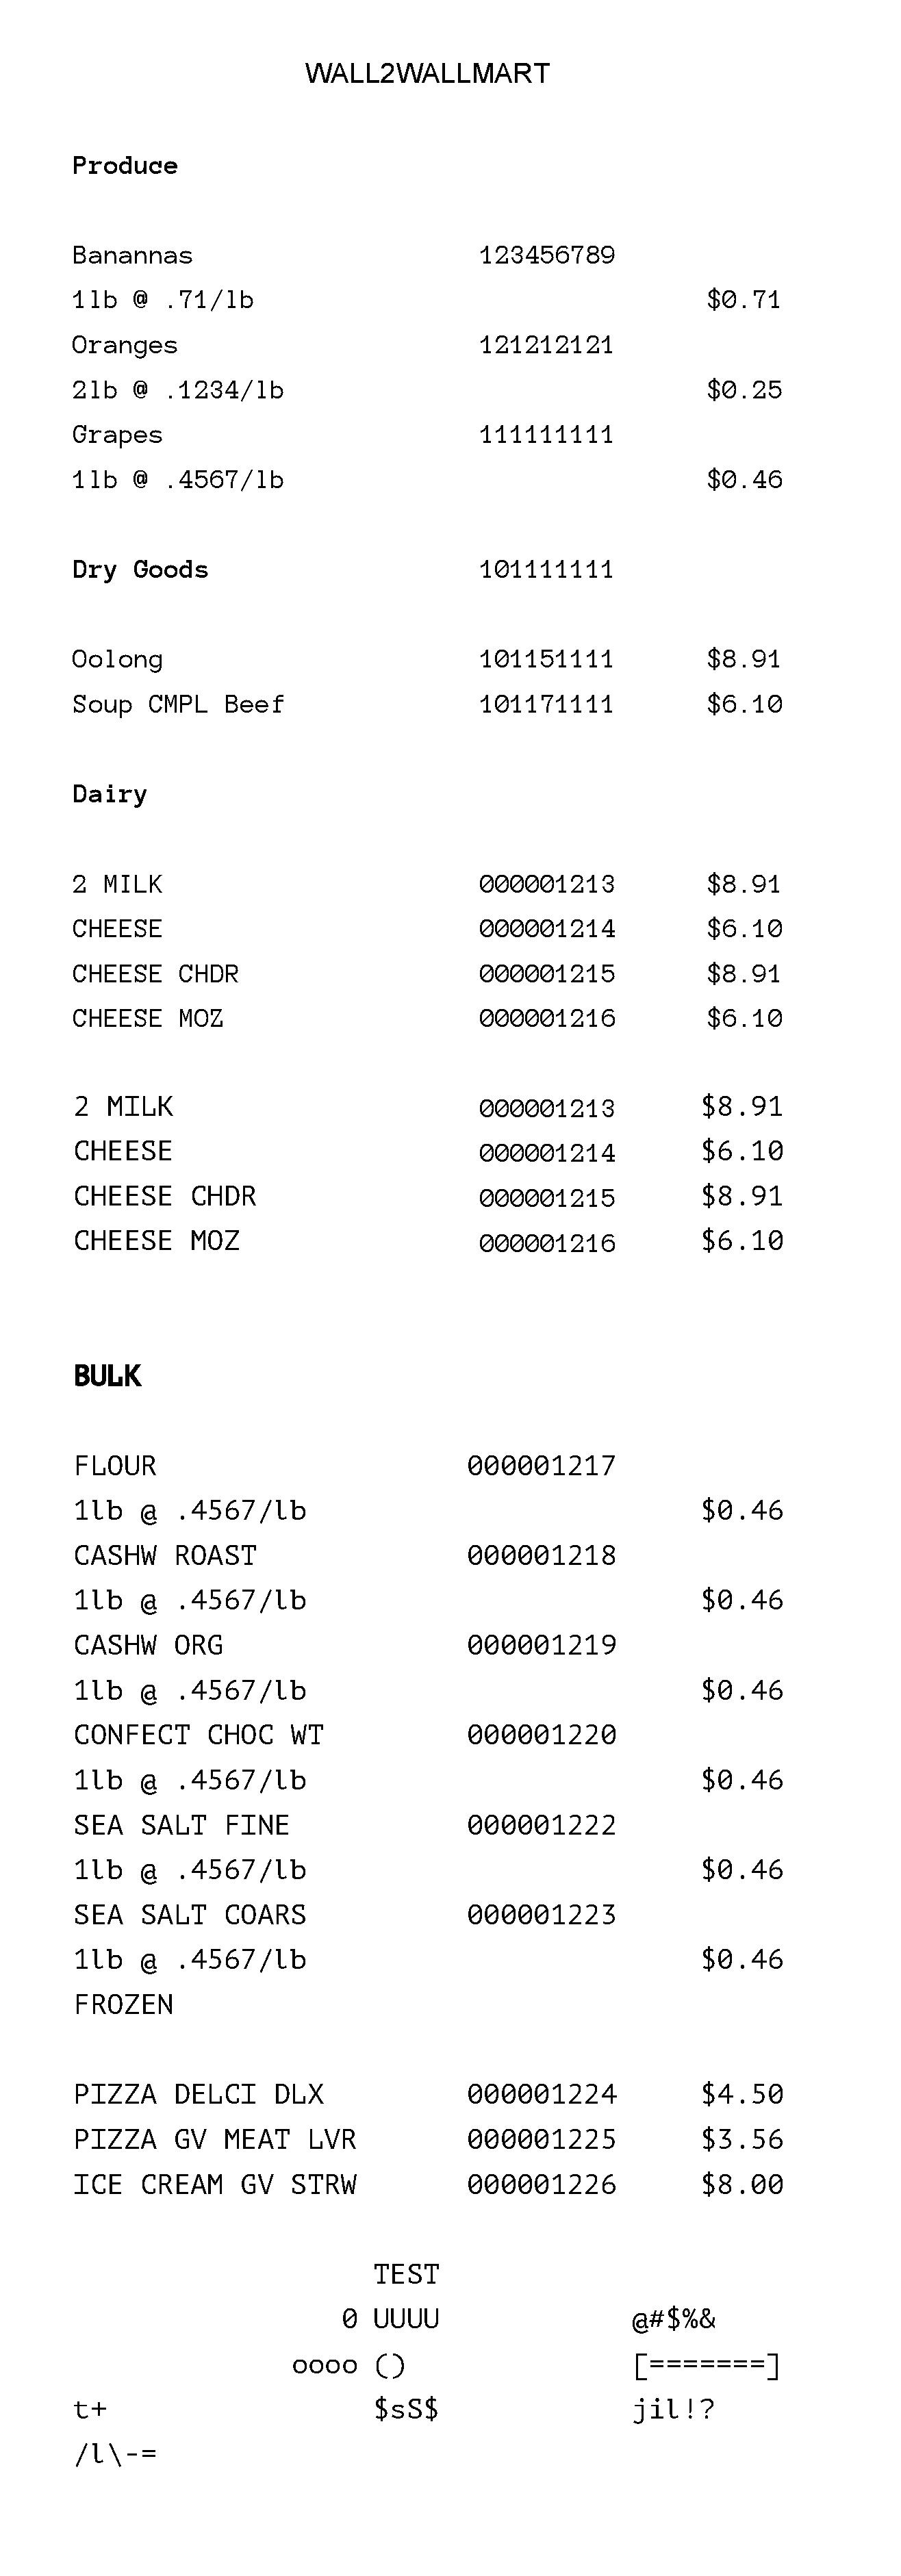 WALL2WALLMART
Produce
Banannas 123456789
1lb @ .71/lb $0.71
Oranges 121212121
2lb @ .1234/lb $0.25
Grapes 111111111
1lb @ .4567/lb $0.46
Dry Goods 101111111
Oolong 101151111 $8.91
Soup CMPL Beef 101171111 $6.10
Dairy
2 MILK 000001213 $8.91
CHEESE 000001214 $6.10
CHEESE CHDR 000001215 $8.91
CHEESE MOZ 000001216 $6.10
2 MILK 000001213 $8.91
CHEESE 000001214 $6.10
CHEESE CHDR 000001215 $8.91
CHEESE MOZ 000001216 $6.10
BULK
FLOUR 000001217
1lb @ .4567/lb $0.46
CASHW ROAST 000001218
1lb @ .4567/lb $0.46
CASHW ORG 000001219
1lb @ .4567/lb $0.46
CONFECT CHOC WT 000001220
1lb @ .4567/lb $0.46
SEA SALT FINE 000001222
1lb @ .4567/lb $0.46
SEA SALT COARS 000001223
1lb @ .4567/lb $0.46
FROZEN
PIZZA DELCI DLX 000001224 $4.50
PIZZA GV MEAT LVR 000001225 $3.56
ICE CREAM GV STRW 000001226 $8.00
TEST
0 UUUU @#$%&
oooo () [=======]
t+ $sS$ jil!?
/l\-=